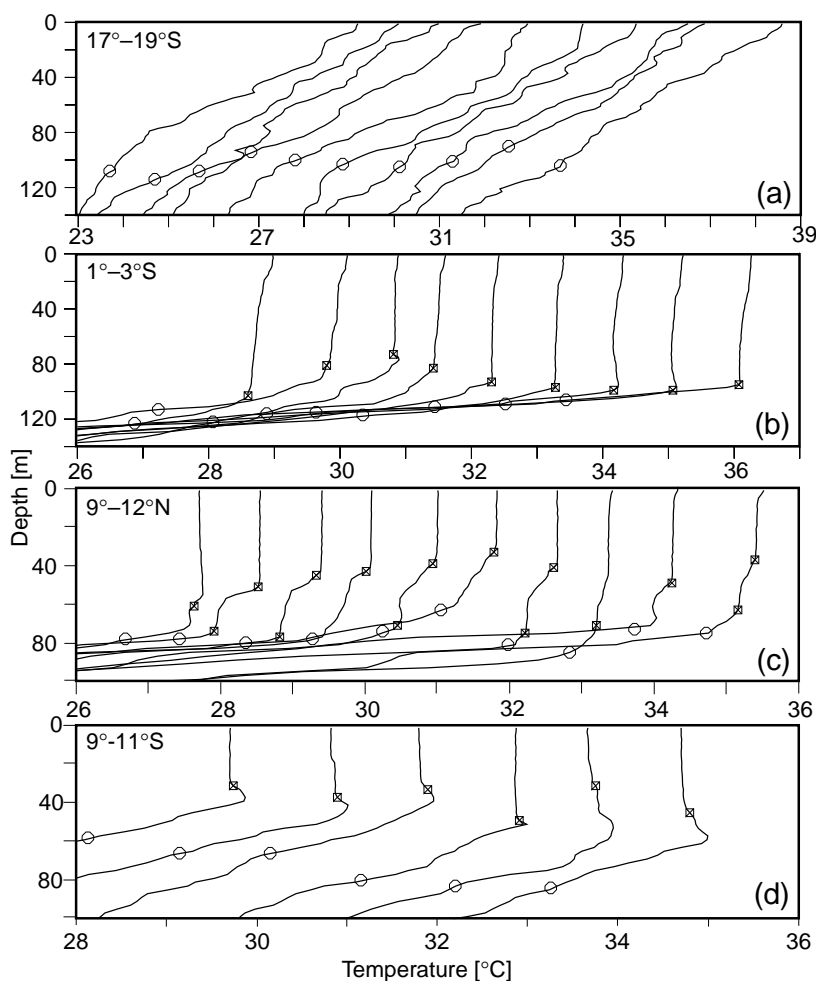 0
40
80
120
17°–19°S
(a)
23 27 31 35 39
0
40
80
120
1°–3°S
(b)
26 28 30 32 34 36
0
40
80
9°–12°N
(c)
26 28 30 32 34 36
0
40
80
9°-11°S
(d)
28 30 32 34 36
Depth [m]
Temperature [°C]